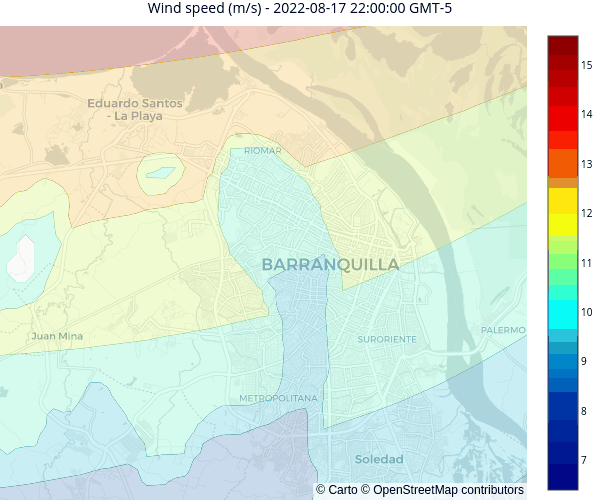 Wind speed (m/s) - 2022-08-17 22:00:00 GMT-5
Eduardo Santos
- La Playa
RIOMAR
BARRANQUILLA
Juan Mina
SURORIENTE
PALERMO
METROPOLITANA
Soledad
© Carto © OpenStreetMap contributors
15
14
13
12
11
10
9
8
7